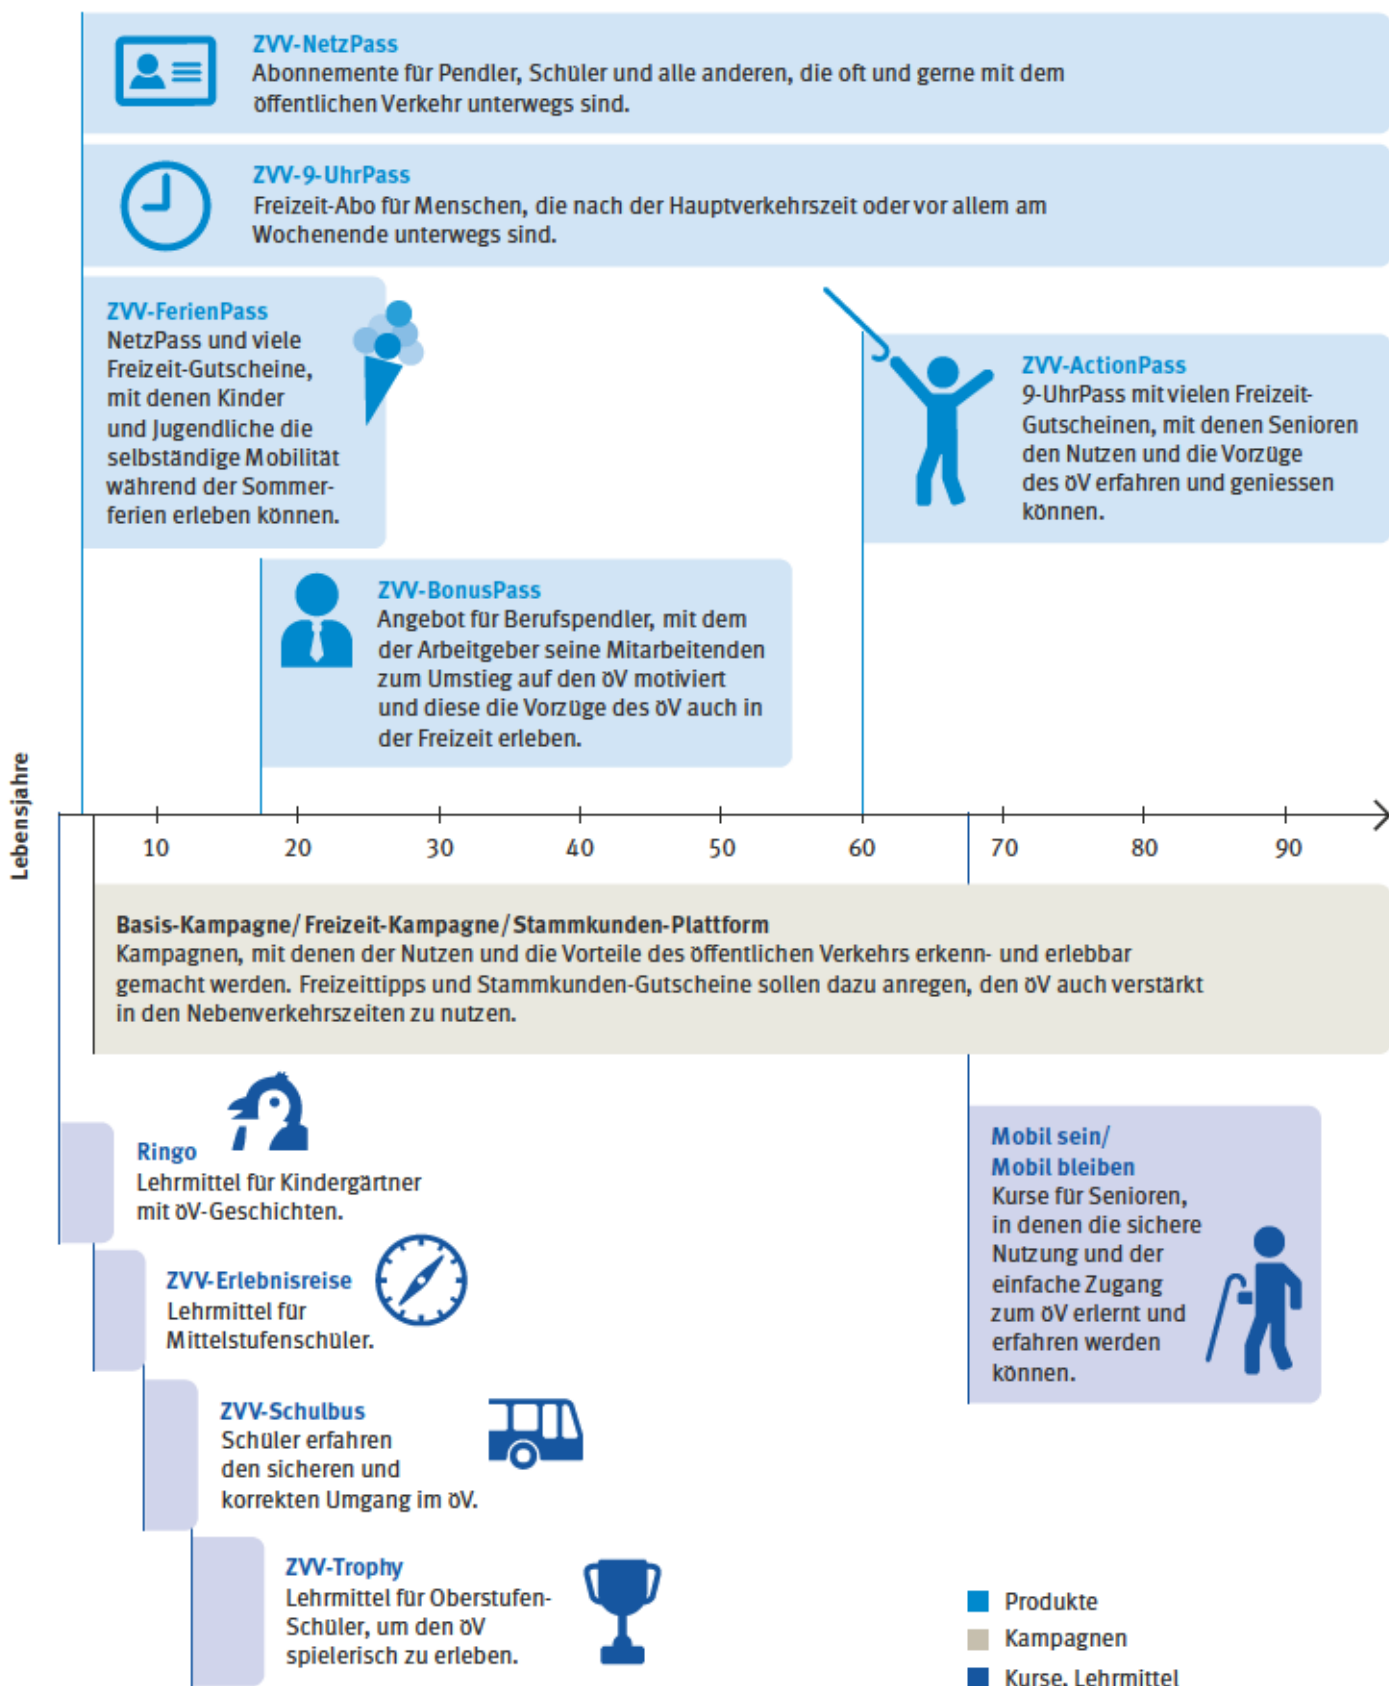 ZVV-NetzPass
Abonnemente für Pendler, Schüler und alle anderen, die oft und gerne mit dem
öffentlichen Verkehr unterwegs sind.
ZVV-9-UhrPass
Freizeit-Abo für Menschen, die nach der Hauptverkehrszeit oder vor allem am
Wochenende unterwegs sind.
ZVV-FerienPass
NetzPass und viele
Freizeit-Gutscheine,
mit denen Kinder
und Jugendliche die
selbständige Mobilität
während der Sommer-
ferien erleben können.
ZVV-ActionPass
9-UhrPass mit vielen Freizeit-
Gutscheinen, mit denen Senioren
den Nutzen und die Vorzüge
des öV erfahren und geniessen
können.
ZVV-BonusPass
Angebot für Berufspendler, mit dem
der Arbeitgeber seine Mitarbeitenden
zum Umstieg auf den öV motiviert
und diese die Vorzüge des öV auch in
der Freizeit erleben.
Lebensjahre
10 20 30 40 50 60 70 80 90
Basis-Kampagne/Freizeit-Kampagne/Stammkunden-Plattform
Kampagnen, mit denen der Nutzen und die Vorteile des öffentlichen Verkehrs erkenn- und erlebbar
gemacht werden. Freizeittipps und Stammkunden-Gutscheine sollen dazu anregen, den öV auch verstärkt
in den Nebenverkehrszeiten zu nutzen.
Ringo
Lehrmittel für Kindergärtner
mit öV-Geschichten.
ZVV-Erlebnisreise
Lehrmittel für
Mittelstufenschüler.
ZVV-Schulbus
Schüler erfahren
den sicheren und
korrekten Umgang im öV.
ZVV-Trophy
Lehrmittel für Oberstufen-
Schüler, um den öV
spielerisch zu erleben.
Mobil sein/
Mobil bleiben
Kurse für Senioren,
in denen die sichere
Nutzung und der
einfache Zugang
zum öV erlernt und
erfahren werden
können.
Produkte
Kampagnen
Kurse, Lehrmittel